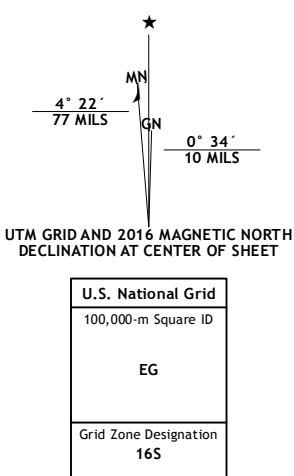 ★
MN
GN
4° 22´
77 MILS
0° 34´
10 MILS
UTM GRID AND 2016 MAGNETIC NORTH
DECLINATION AT CENTER OF SHEET
U.S. National Grid
100,000-m Square ID
EG
Grid Zone Designation
16S